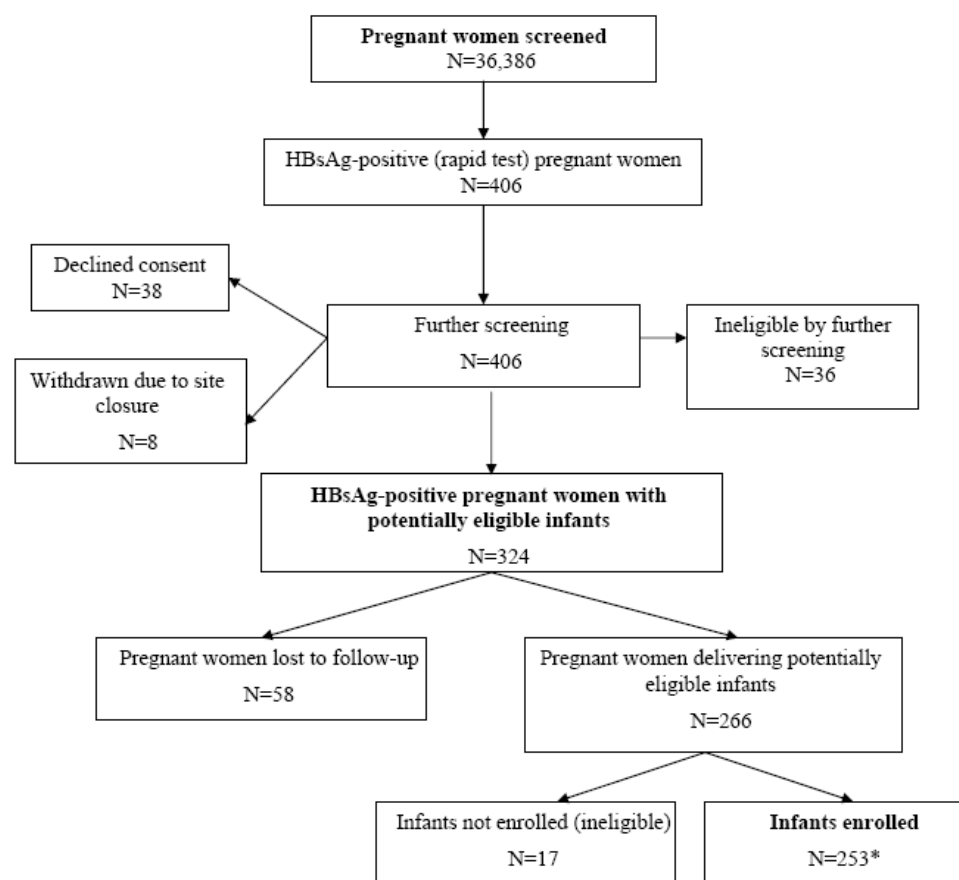 Pregnant women screened
N=36,386
HBsAg-positive (rapid test) pregnant women
N=406
Declined consent
N=38
Further screening
N=406
Ineligible by further
screening
N=36
Withdrawn due to site
closure
N=8
HBsAg-positive pregnant women with
potentially eligible infants
N=324
Pregnant women lost to follow-up
N=58
Pregnant women delivering potentially
eligible infants
N=266
Infants not enrolled (ineligible)
N=17
Infants enrolled
N=253*